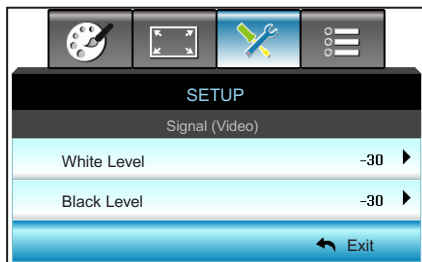 SETUP
Signal (Video)
White Level -30
Black Level -30
Exit